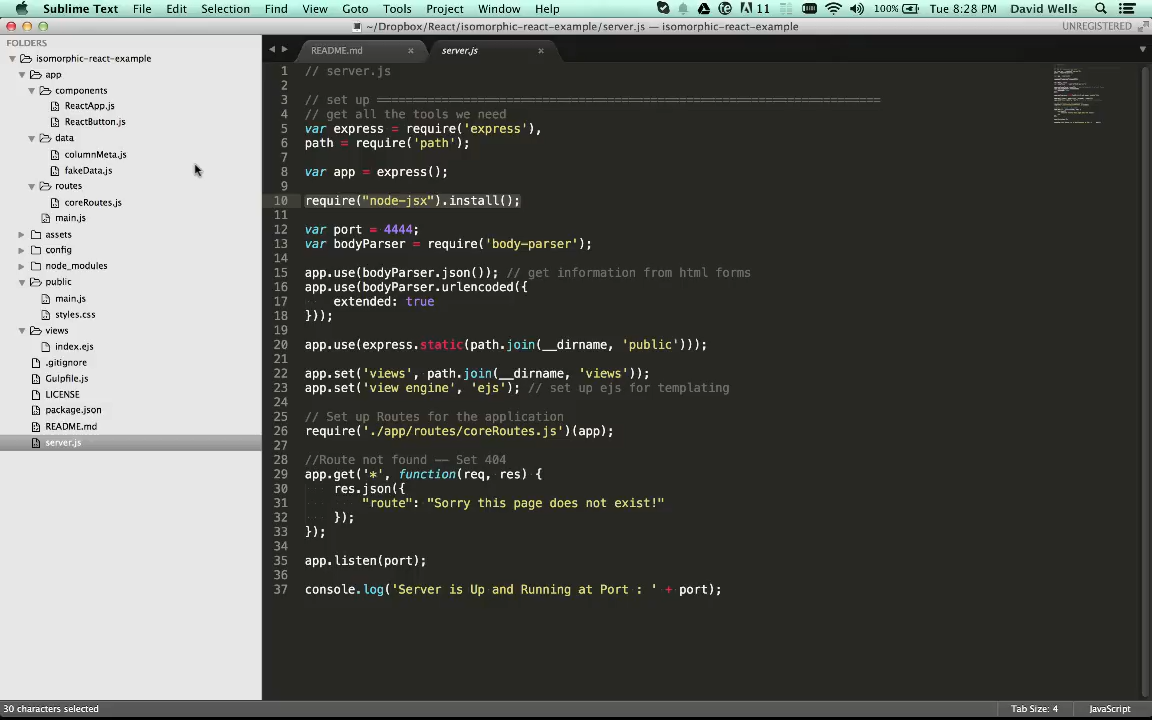 Sublime Text File Edit Selection Find View Goto Tools Project Window Help 11 100% Tue 8:28 PM David Wells
~/Dropbox/React/isomorphic-react-example/server.js — isomorphic-react-example UNREGISTERED
FOLDERS
isomorphic-react-example
app
components
ReactApp.js
ReactButton.js
data
columnMeta.js
fakeData.js
routes
coreRoutes.js
main.js
assets
config
node_modules
public
main.js
styles.css
views
index.ejs
.gitignore
Gulpfile.js
LICENSE
package.json
README.md
server.js
README.md × server.js ×
1 // server.js
2
3 // set up ======================================================================
4 // get all the tools we need
5 var express = require('express'),
6 path = require('path');
7
8 var app = express();
9
10 require("node-jsx").install();
11
12 var port = 4444;
13 var bodyParser = require('body-parser');
14
15 app.use(bodyParser.json()); // get information from html forms
16 app.use(bodyParser.urlencoded({
17 extended: true
18 }));
19
20 app.use(express.static(path.join(__dirname, 'public')));
21
22 app.set('views', path.join(__dirname, 'views'));
23 app.set('view engine', 'ejs'); // set up ejs for templating
24
25 // Set up Routes for the application
26 require('./app/routes/coreRoutes.js')(app);
27
28 //Route not found -- Set 404
29 app.get('*', function(req, res) {
30 res.json({
31 "route": "Sorry this page does not exist!"
32 });
33 });
34
35 app.listen(port);
36
37 console.log('Server is Up and Running at Port : ' + port);
30 characters selected Tab Size: 4 JavaScript